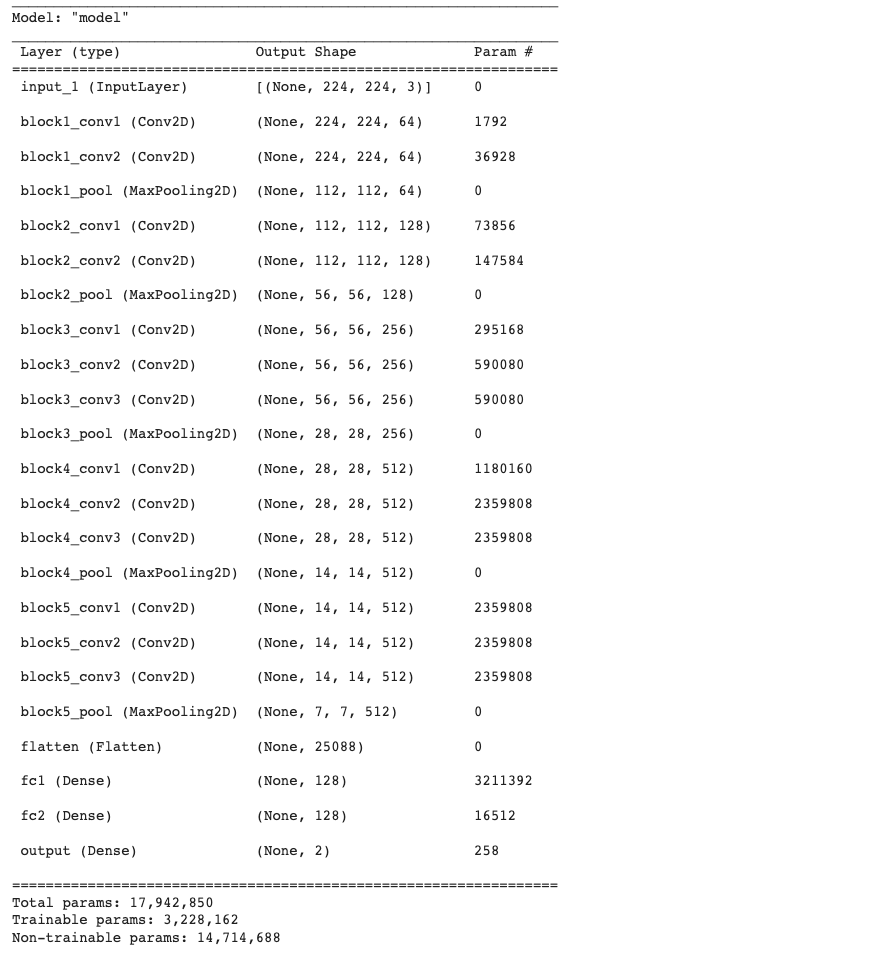 Model: "model"
Layer (type) Output Shape Param #
input_1 (InputLayer) [(None, 224, 224, 3)] 0
block1_conv1 (Conv2D) (None, 224, 224, 64) 1792
block1_conv2 (Conv2D) (None, 224, 224, 64) 36928
block1_pool (MaxPooling2D) (None, 112, 112, 64) 0
block2_conv1 (Conv2D) (None, 112, 112, 128) 73856
block2_conv2 (Conv2D) (None, 112, 112, 128) 147584
block2_pool (MaxPooling2D) (None, 56, 56, 128) 0
block3_conv1 (Conv2D) (None, 56, 56, 256) 295168
block3_conv2 (Conv2D) (None, 56, 56, 256) 590080
block3_conv3 (Conv2D) (None, 56, 56, 256) 590080
block3_pool (MaxPooling2D) (None, 28, 28, 256) 0
block4_conv1 (Conv2D) (None, 28, 28, 512) 1180160
block4_conv2 (Conv2D) (None, 28, 28, 512) 2359808
block4_conv3 (Conv2D) (None, 28, 28, 512) 2359808
block4_pool (MaxPooling2D) (None, 14, 14, 512) 0
block5_conv1 (Conv2D) (None, 14, 14, 512) 2359808
block5_conv2 (Conv2D) (None, 14, 14, 512) 2359808
block5_conv3 (Conv2D) (None, 14, 14, 512) 2359808
block5_pool (MaxPooling2D) (None, 7, 7, 512) 0
flatten (Flatten) (None, 25088) 0
fc1 (Dense) (None, 128) 3211392
fc2 (Dense) (None, 128) 16512
output (Dense) (None, 2) 258
Total params: 17,942,850
Trainable params: 3,228,162
Non-trainable params: 14,714,688